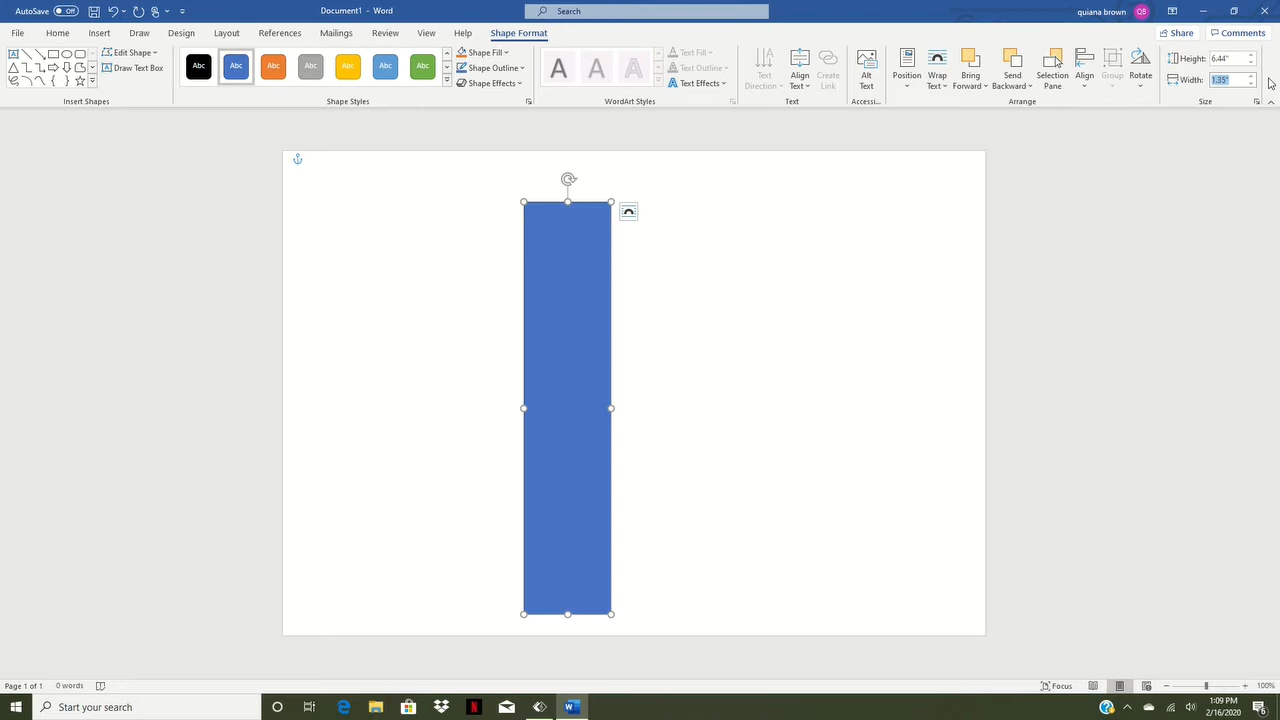 AutoSave Off Document1 - Word Search quiana brown QB
File Home Insert Draw Design Layout References Mailings Review View Help Shape Format Share Comments
Edit Shape
Draw Text Box
Insert Shapes
Abc Abc Abc Abc Abc Abc Abc
Shape Fill
Shape Outline
Shape Effects
Shape Styles
A A A
Text Fill
Text Outline
Text Effects
WordArt Styles
Text
Direction
Align
Text
Create
Link
Text
Alt
Text
Accessi...
Position
Wrap
Text
Bring
Forward
Send
Backward
Selection
Pane
Align
Group
Rotate
Arrange
Height: 6.44"
Width: 1.35"
Size
Page 1 of 1 0 words Focus 100%
Start your search
1:09 PM
2/16/2020
6